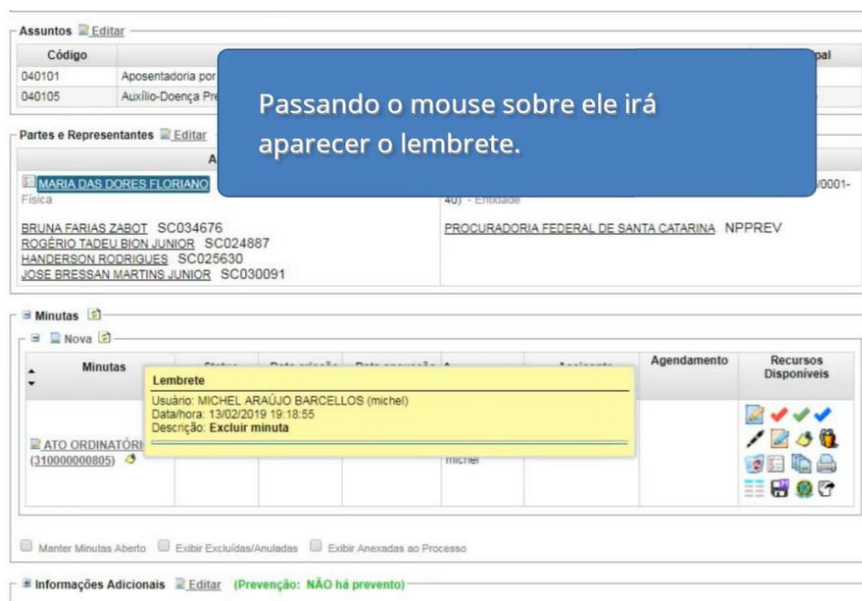 Assuntos Editar
Código
040101 Aposentadoria por
040105 Auxílio-Doença Pre
Passando o mouse sobre ele irá
aparecer o lembrete.
Partes e Representantes Editar
MARIA DAS DORES FLORIANO
Física
/0001-
40) - Entidade
BRUNA FARIAS ZABOT SC034676
ROGÉRIO TADEU BION JUNIOR SC024887
HANDERSON RODRIGUES SC025630
JOSE BRESSAN MARTINS JUNIOR SC030091
PROCURADORIA FEDERAL DE SANTA CATARINA NPPREV
Minutas
Nova
Minutas Agendamento Recursos
Disponíveis
Lembrete
Usuário: MICHEL ARAÚJO BARCELLOS (michel)
Data/hora: 13/02/2019 19:18:55
Descrição: Excluir minuta
ATO ORDINATÓRI
(310000000805)
michel
Manter Minutas Aberto Exibir Excluídas/Anuladas Exibir Anexadas ao Processo
Informações Adicionais Editar (Prevenção: NÃO há prevento)